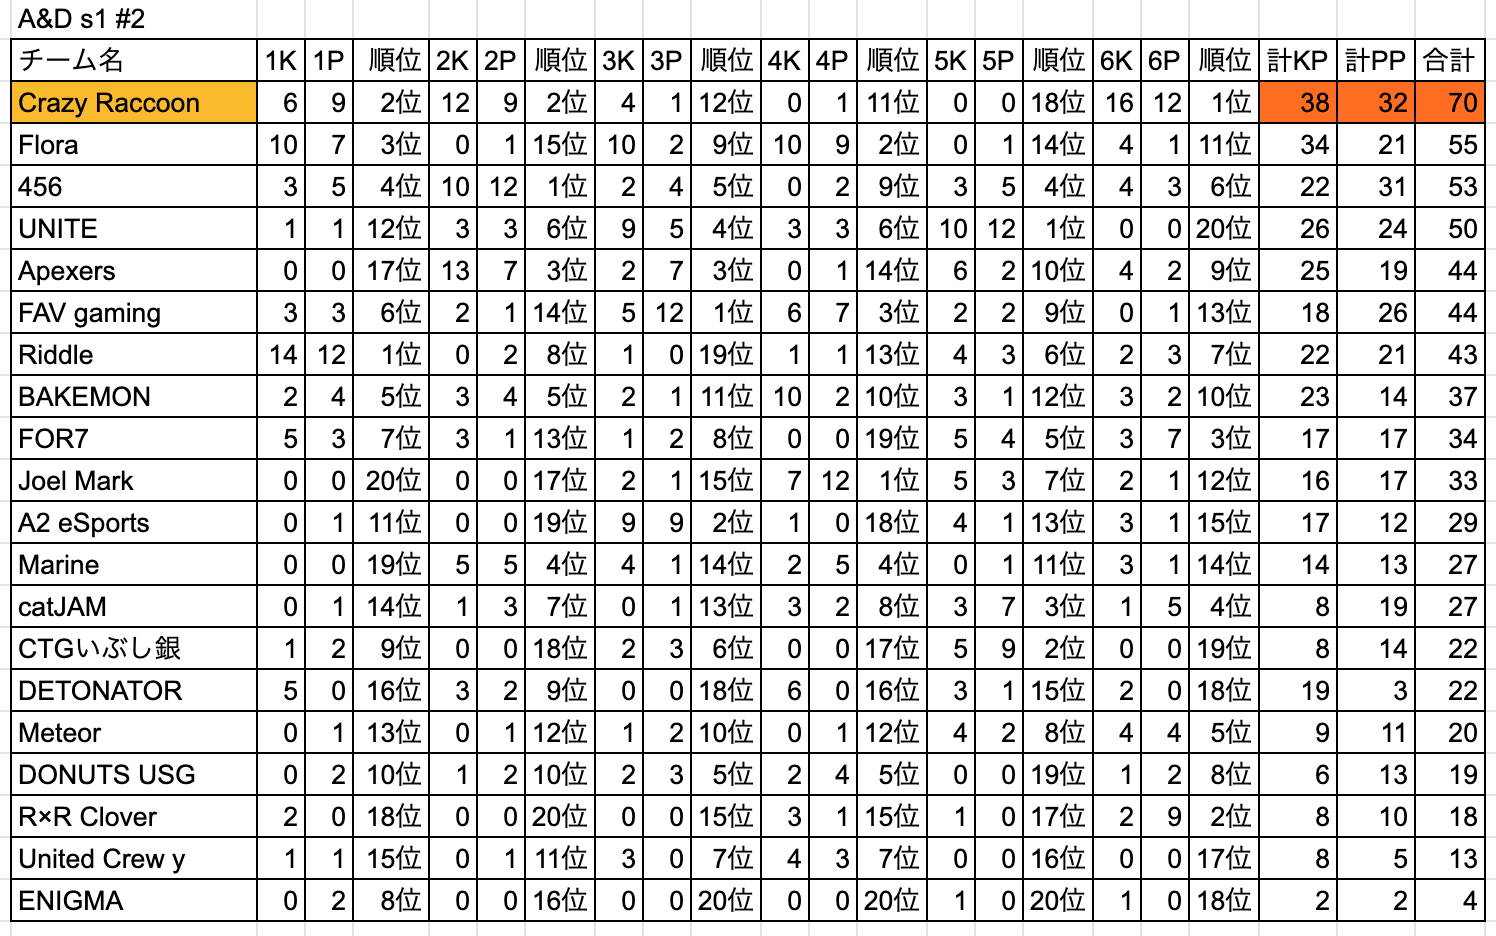 A&D s1 #2
チーム名 1K 1P 順位 2K 2P 順位 3K 3P 順位 4K 4P 順位 5K 5P 順位 6K 6P 順位 計KP 計PP 合計
Crazy Raccoon 6 9 2位 12 9 2位 4 1 12位 0 1 11位 0 0 18位 16 12 1位 38 32 70
Flora 10 7 3位 0 1 15位 10 2 9位 10 9 2位 0 1 14位 4 1 11位 34 21 55
456 3 5 4位 10 12 1位 2 4 5位 0 2 9位 3 5 4位 4 3 6位 22 31 53
UNITE 1 1 12位 3 3 6位 9 5 4位 3 3 6位 10 12 1位 0 0 20位 26 24 50
Apexers 0 0 17位 13 7 3位 2 7 3位 0 1 14位 6 2 10位 4 2 9位 25 19 44
FAV gaming 3 3 6位 2 1 14位 5 12 1位 6 7 3位 2 2 9位 0 1 13位 18 26 44
Riddle 14 12 1位 0 2 8位 1 0 19位 1 1 13位 4 3 6位 2 3 7位 22 21 43
BAKEMON 2 4 5位 3 4 5位 2 1 11位 10 2 10位 3 1 12位 3 2 10位 23 14 37
FOR7 5 3 7位 3 1 13位 1 2 8位 0 0 19位 5 4 5位 3 7 3位 17 17 34
Joel Mark 0 0 20位 0 0 17位 2 1 15位 7 12 1位 5 3 7位 2 1 12位 16 17 33
A2 eSports 0 1 11位 0 0 19位 9 9 2位 1 0 18位 4 1 13位 3 1 15位 17 12 29
Marine 0 0 19位 5 5 4位 4 1 14位 2 5 4位 0 1 11位 3 1 14位 14 13 27
catJAM 0 1 14位 1 3 7位 0 1 13位 3 2 8位 3 7 3位 1 5 4位 8 19 27
CTGいぶし銀 1 2 9位 0 0 18位 2 3 6位 0 0 17位 5 9 2位 0 0 19位 8 14 22
DETONATOR 5 0 16位 3 2 9位 0 0 18位 6 0 16位 3 1 15位 2 0 18位 19 3 22
Meteor 0 1 13位 0 1 12位 1 2 10位 0 1 12位 4 2 8位 4 4 5位 9 11 20
DONUTS USG 0 2 10位 1 2 10位 2 3 5位 2 4 5位 0 0 19位 1 2 8位 6 13 19
R×R Clover 2 0 18位 0 0 20位 0 0 15位 3 1 15位 1 0 17位 2 9 2位 8 10 18
United Crew y 1 1 15位 0 1 11位 3 0 7位 4 3 7位 0 0 16位 0 0 17位 8 5 13
ENIGMA 0 2 8位 0 0 16位 0 0 20位 0 0 20位 1 0 20位 1 0 18位 2 2 4